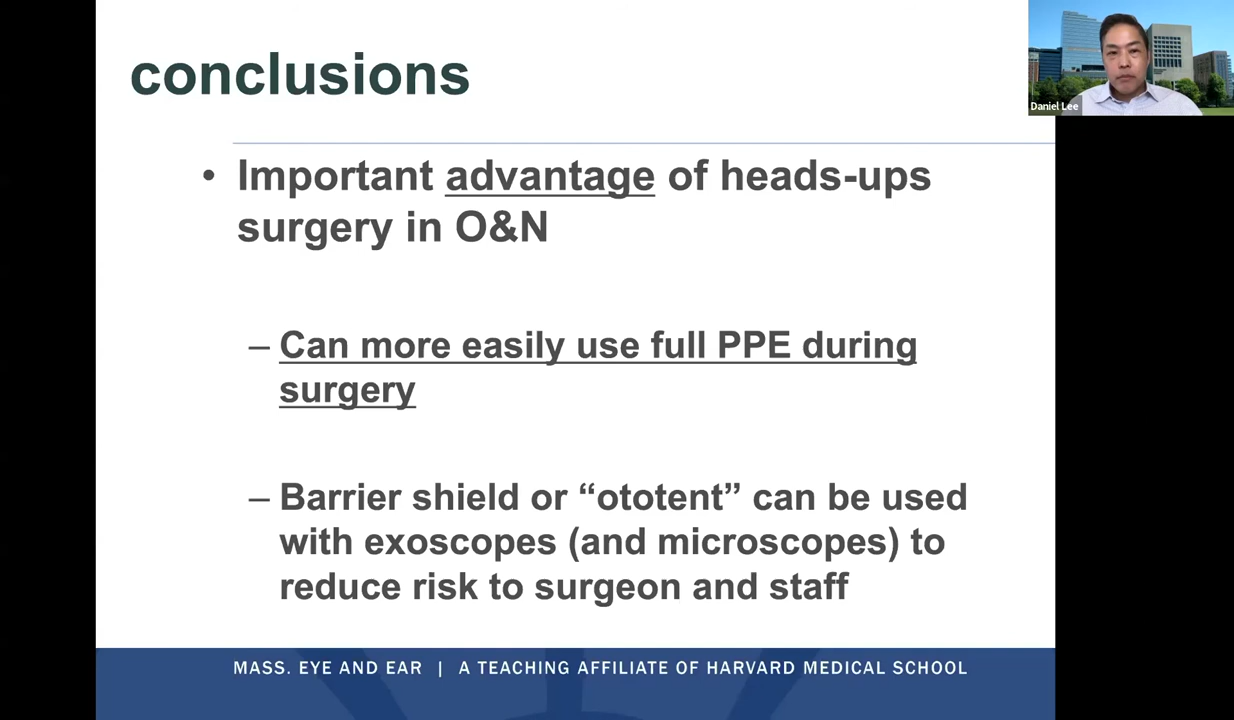 conclusions
Daniel Lee
• Important advantage of heads-ups
surgery in O&N
– Can more easily use full PPE during
surgery
– Barrier shield or “ototent” can be used
with exoscopes (and microscopes) to
reduce risk to surgeon and staff
MASS. EYE AND EAR | A TEACHING AFFILIATE OF HARVARD MEDICAL SCHOOL